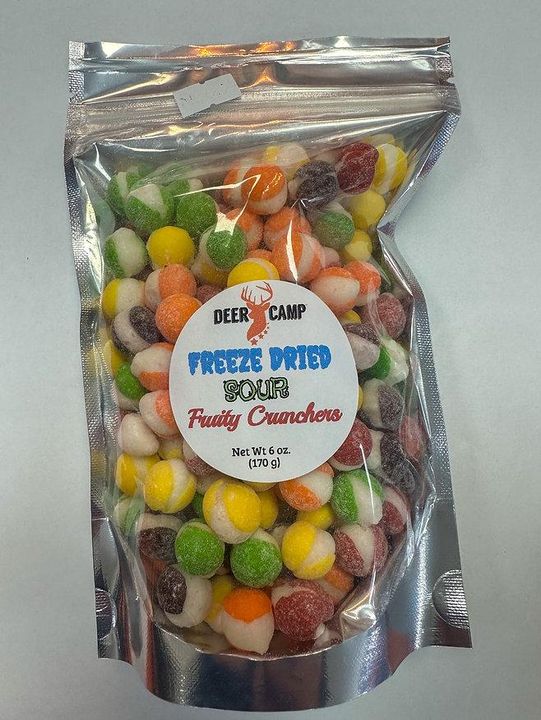 DEER CAMP
FREEZE DRIED
SOUR
Fruity Crunchers
Net Wt 6 oz.
(170 g)